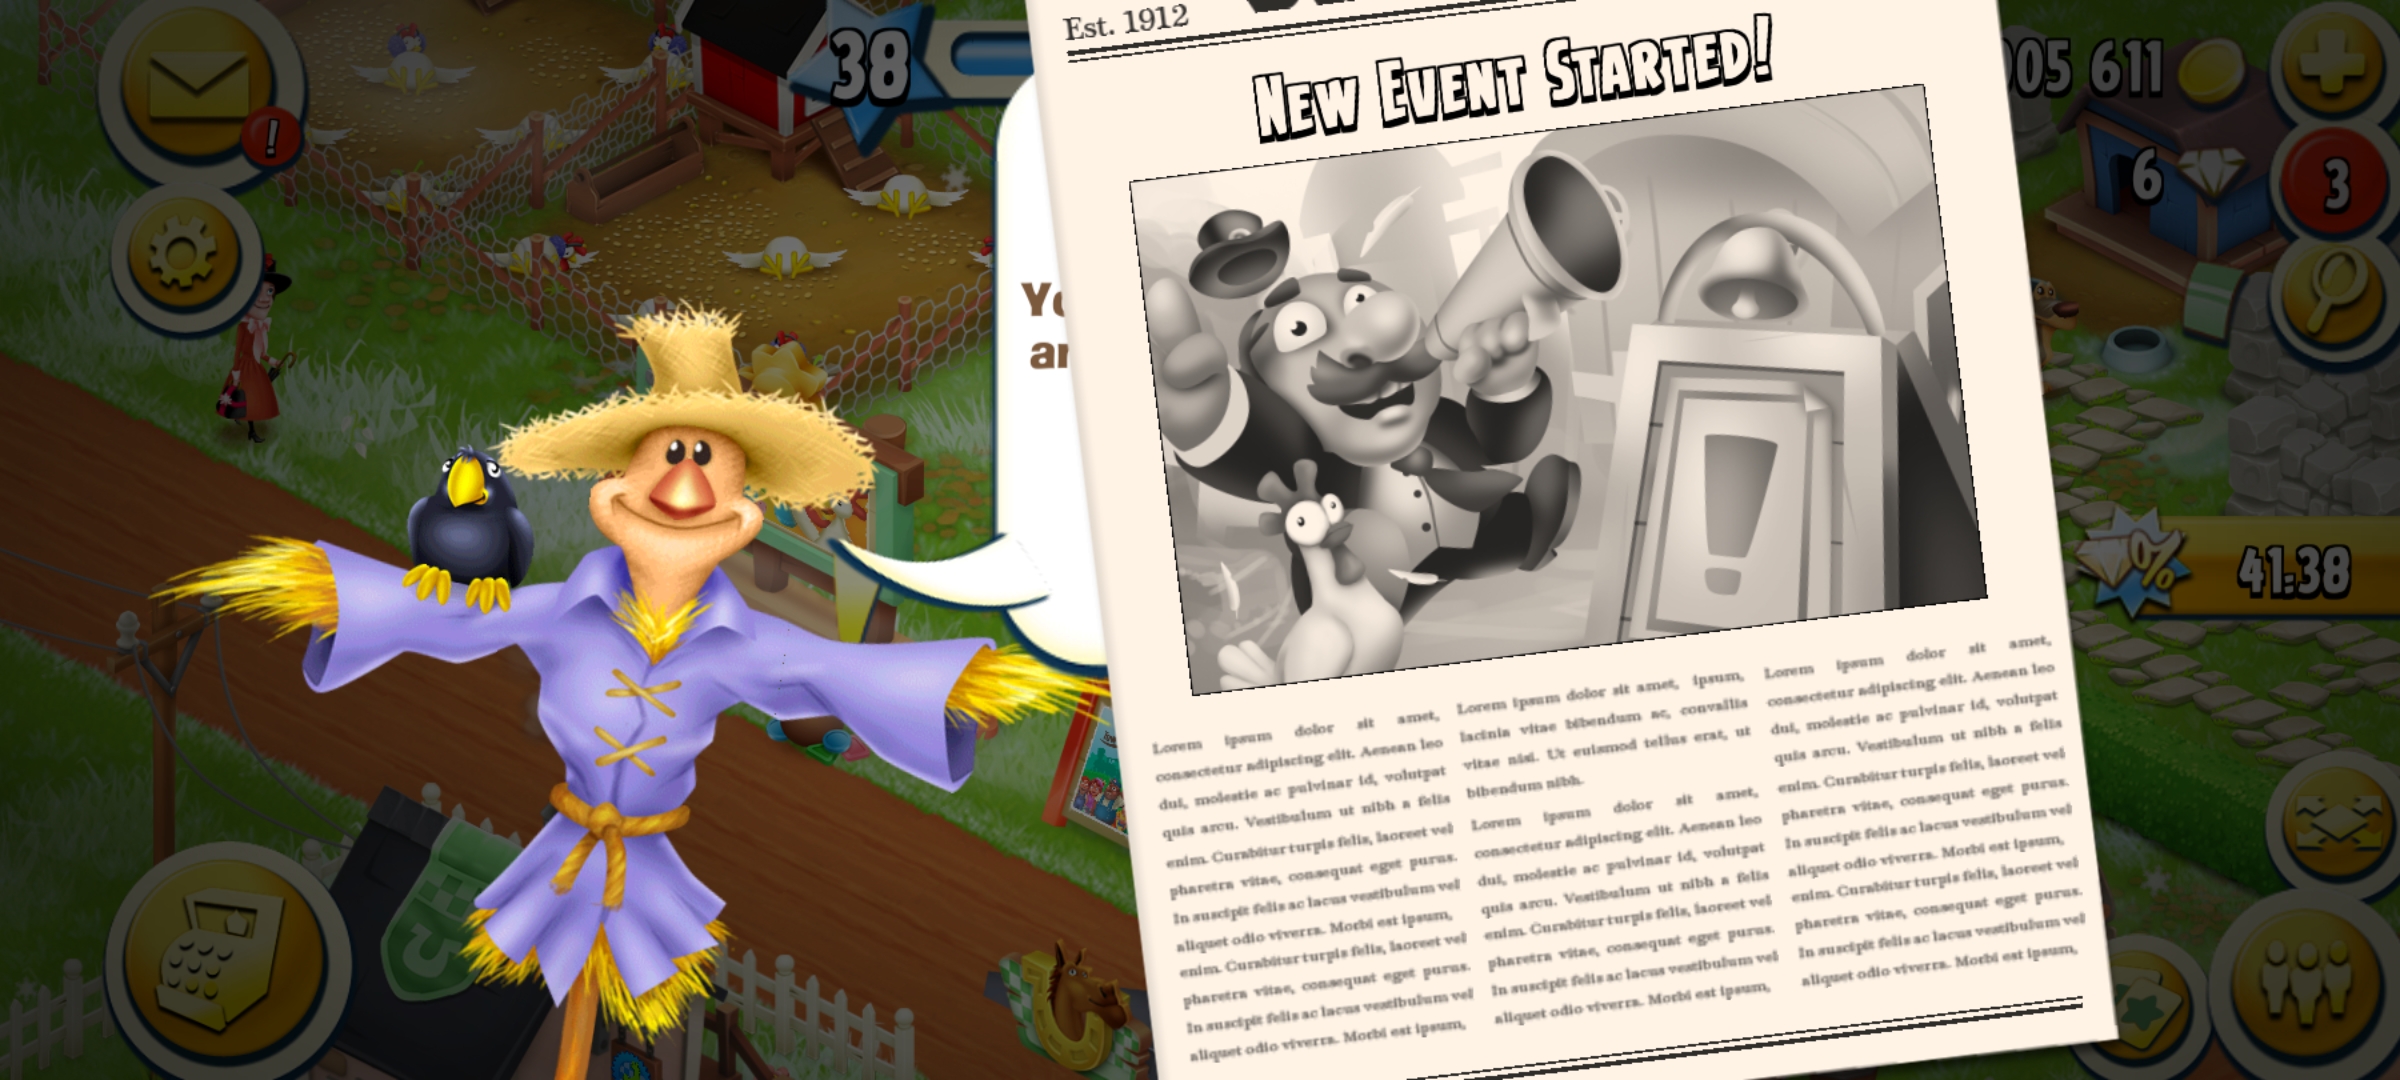 38
Est. 1912
New Event Started!
05 611
6
3
!
Yo
ar
%
41:38
Lorem ipsum dolor sit amet,
consectetur adipiscing elit. Aenean leo
dui, molestie ac pulvinar id, volutpat
quis arcu. Vestibulum ut nibh a felis
enim. Curabitur turpis felis, laoreet vel
pharetra vitae, consequat eget purus.
In suscipit felis ac lacus vestibulum vel
aliquet odio viverra. Morbi est ipsum,
enim. Curabitur turpis felis, laoreet vel
pharetra vitae, consequat eget purus.
In suscipit felis ac lacus vestibulum vel
aliquet odio viverra. Morbi est ipsum,
Lorem ipsum dolor sit amet, ipsum,
lacinia vitae bibendum ac, convallis
vitae nisi. Ut euismod tellus erat, ut
bibendum nibh.
Lorem ipsum dolor sit amet,
consectetur adipiscing elit. Aenean leo
dui, molestie ac pulvinar id, volutpat
quis arcu. Vestibulum ut nibh a felis
enim. Curabitur turpis felis, laoreet vel
pharetra vitae, consequat eget purus.
In suscipit felis ac lacus vestibulum vel
aliquet odio viverra. Morbi est ipsum,
Lorem ipsum dolor sit amet,
consectetur adipiscing elit. Aenean leo
dui, molestie ac pulvinar id, volutpat
quis arcu. Vestibulum ut nibh a felis
enim. Curabitur turpis felis, laoreet vel
pharetra vitae, consequat eget purus.
In suscipit felis ac lacus vestibulum vel
aliquet odio viverra. Morbi est ipsum,
enim. Curabitur turpis felis, laoreet vel
pharetra vitae, consequat eget purus.
In suscipit felis ac lacus vestibulum vel
aliquet odio viverra. Morbi est ipsum,